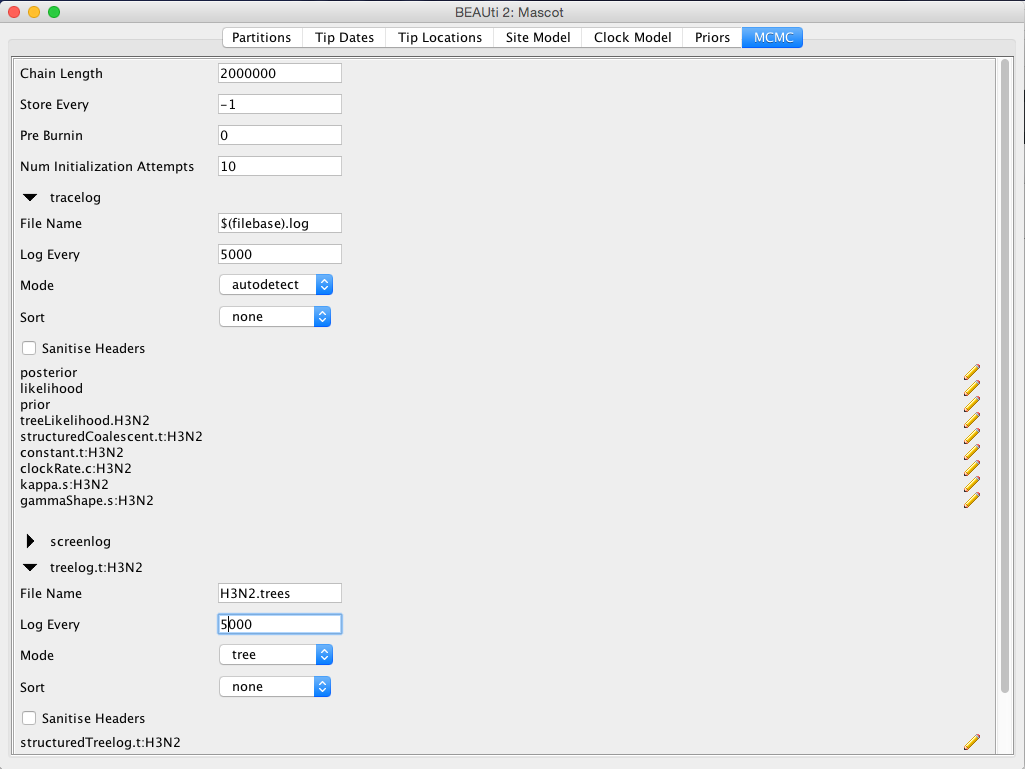 BEAUti 2: Mascot
Partitions Tip Dates Tip Locations Site Model Clock Model Priors MCMC
Chain Length 2000000
Store Every -1
Pre Burnin 0
Num Initialization Attempts 10
tracelog
File Name $(filebase).log
Log Every 5000
Mode autodetect
Sort none
Sanitise Headers
posterior
likelihood
prior
treeLikelihood.H3N2
structuredCoalescent.t:H3N2
constant.t:H3N2
clockRate.c:H3N2
kappa.s:H3N2
gammaShape.s:H3N2
screenlog
treelog.t:H3N2
File Name H3N2.trees
Log Every 5000
Mode tree
Sort none
Sanitise Headers
structuredTreelog.t:H3N2